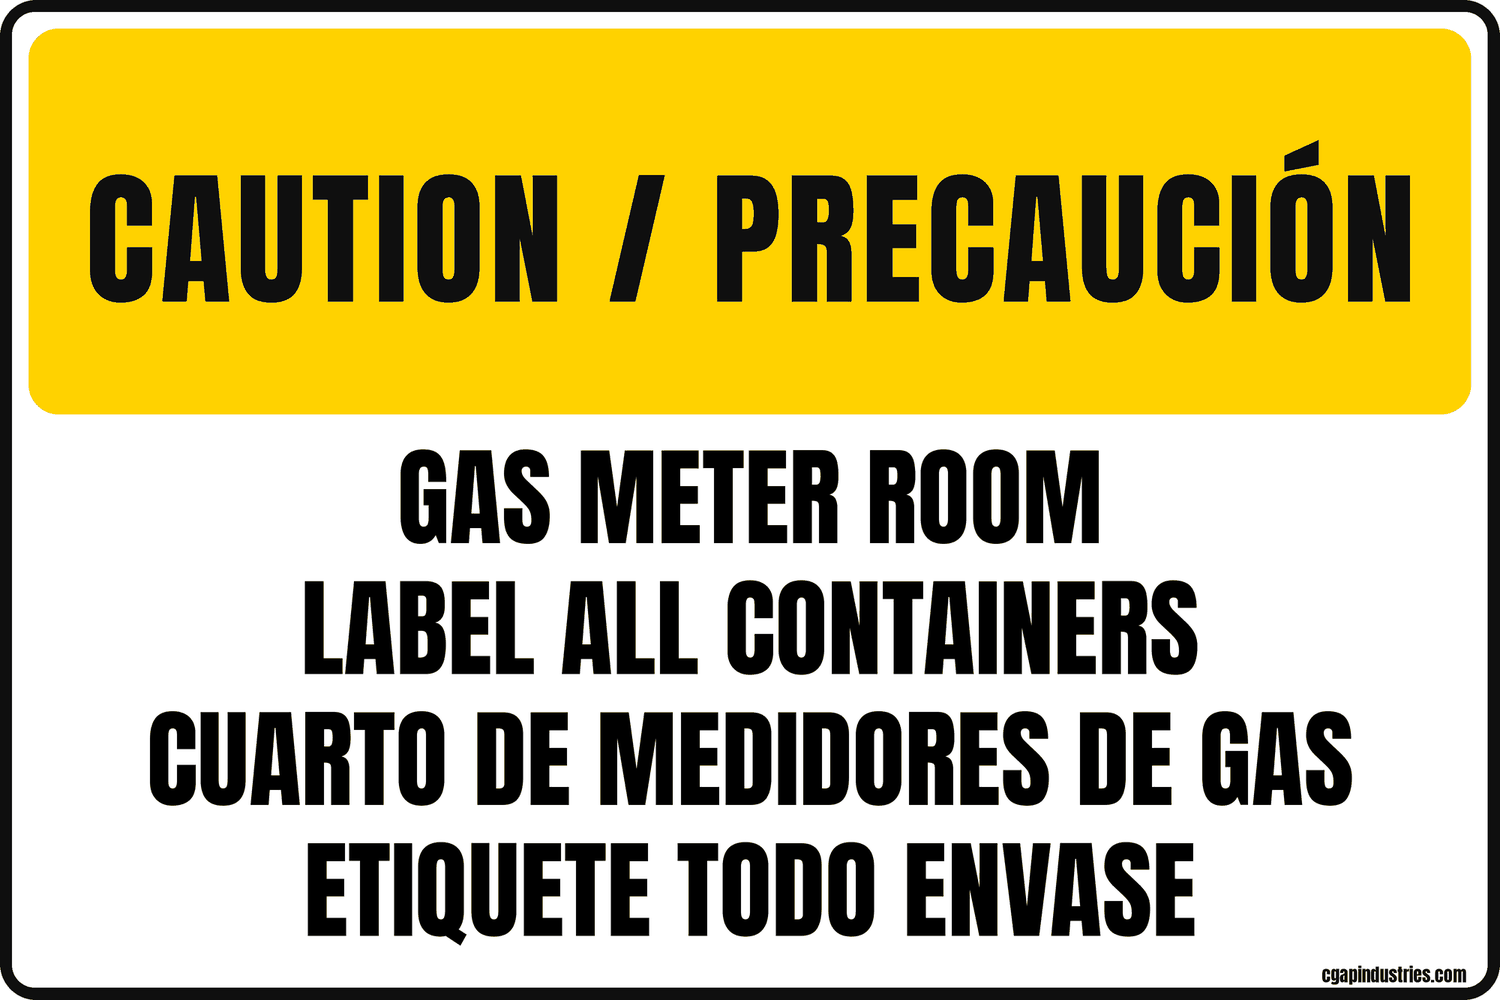 CAUTION / PRECAUCIÓN
GAS METER ROOM
LABEL ALL CONTAINERS
CUARTO DE MEDIDORES DE GAS
ETIQUETE TODO ENVASE
cgapindustries.com